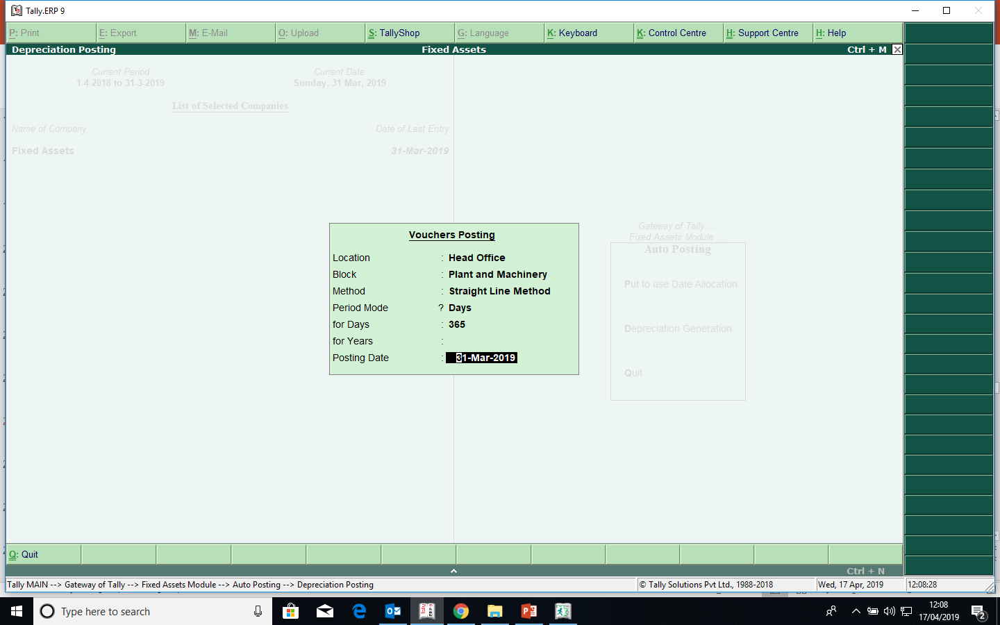 Tally.ERP 9
P: Print E: Export M: E-Mail O: Upload S: TallyShop G: Language K: Keyboard K: Control Centre H: Support Centre H: Help
Depreciation Posting Fixed Assets Ctrl + M
Current Period Current Date
1-4-2018 to 31-3-2019 Sunday, 31 Mar, 2019
List of Selected Companies
Name of Company Date of Last Entry
Fixed Assets 31-Mar-2019
Gateway of Tally ....
Fixed Assets Module ....
Auto Posting
Put to use Date Allocation
Depreciation Generation
Quit
Vouchers Posting
Location : Head Office
Block : Plant and Machinery
Method : Straight Line Method
Period Mode ? Days
for Days : 365
for Years :
Posting Date : 31-Mar-2019
Q: Quit
Ctrl + N
Tally MAIN --> Gateway of Tally --> Fixed Assets Module --> Auto Posting --> Depreciation Posting © Tally Solutions Pvt Ltd., 1988-2018 Wed, 17 Apr, 2019 12:08:28
Type here to search
12:08
17/04/2019
2